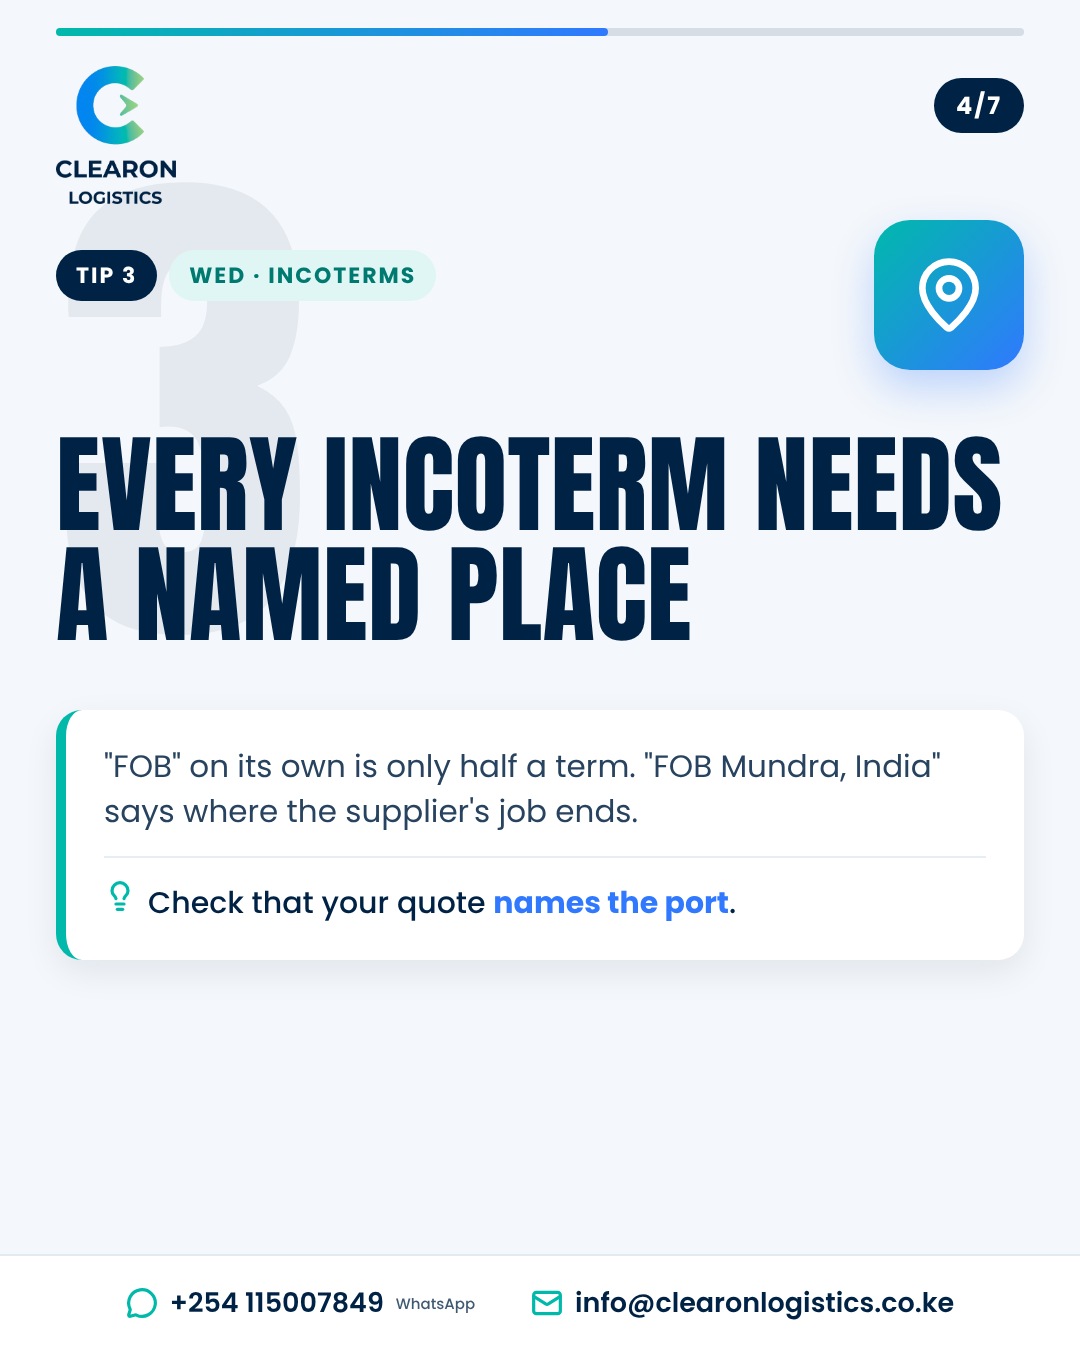 CLEARON
LOGISTICS
4/7
3
TIP 3
WED · INCOTERMS
EVERY INCOTERM NEEDS
A NAMED PLACE
"FOB" on its own is only half a term. "FOB Mundra, India"
says where the supplier's job ends.
Check that your quote names the port.
+254 115007849 WhatsApp
info@clearonlogistics.co.ke